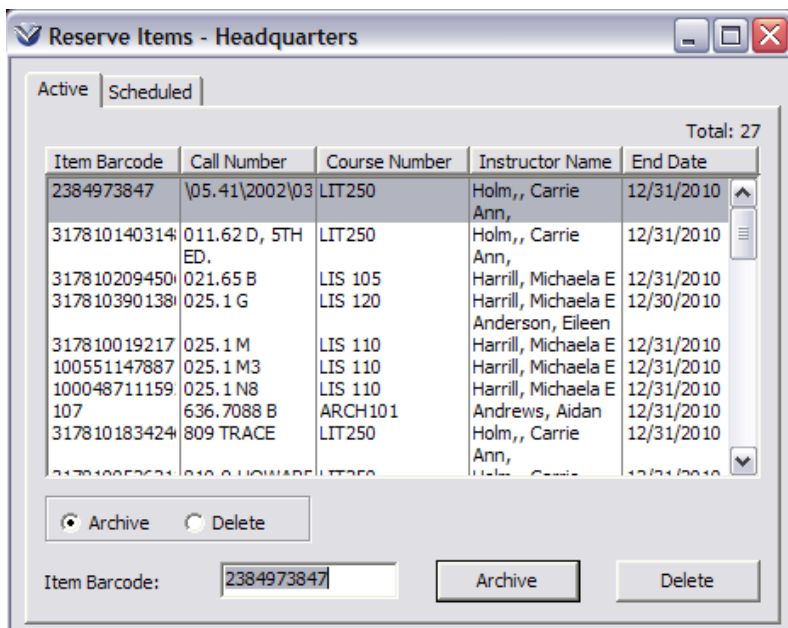 Reserve Items - Headquarters
Active Scheduled
Total: 27
Item Barcode Call Number Course Number Instructor Name End Date
2384973847 \05.41\2002\03 LIT250 Holm,, Carrie 12/31/2010
Ann,
3178101403148 011.62 D, 5TH LIT250 Holm,, Carrie 12/31/2010
ED. Ann,
317810209450 021.65 B LIS 105 Harrill, Michaela E 12/31/2010
317810390138 025.1 G LIS 120 Harrill, Michaela E 12/30/2010
Anderson, Eileen
317810019217 025.1 M LIS 110 Harrill, Michaela E 12/31/2010
100551147887 025.1 M3 LIS 110 Harrill, Michaela E 12/31/2010
100048711159 025.1 N8 LIS 110 Harrill, Michaela E 12/31/2010
107 636.7088 B ARCH101 Andrews, Aidan 12/31/2010
317810183424 809 TRACE LIT250 Holm,, Carrie 12/31/2010
Ann,
Archive Delete
Item Barcode: 2384973847 Archive Delete